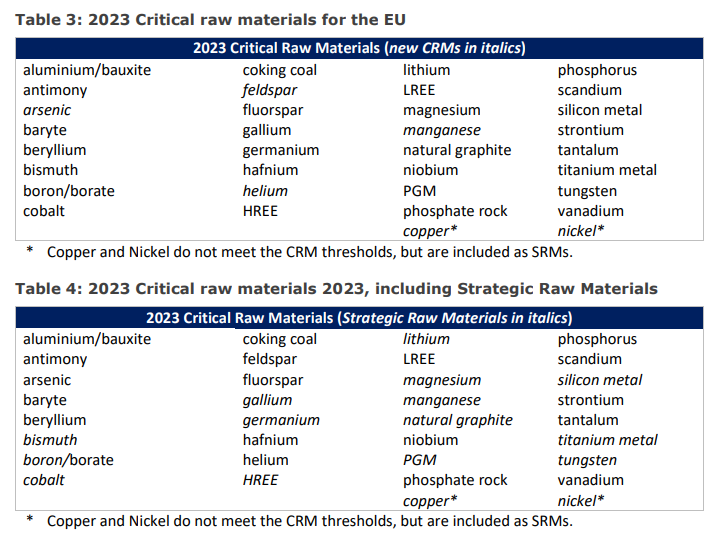 Table 3: 2023 Critical raw materials for the EU
2023 Critical Raw Materials (new CRMs in italics)
aluminium/bauxite coking coal lithium phosphorus
antimony feldspar LREE scandium
arsenic fluorspar magnesium silicon metal
baryte gallium manganese strontium
beryllium germanium natural graphite tantalum
bismuth hafnium niobium titanium metal
boron/borate helium PGM tungsten
cobalt HREE phosphate rock vanadium
copper* nickel*
* Copper and Nickel do not meet the CRM thresholds, but are included as SRMs.
Table 4: 2023 Critical raw materials 2023, including Strategic Raw Materials
2023 Critical Raw Materials (Strategic Raw Materials in italics)
aluminium/bauxite coking coal lithium phosphorus
antimony feldspar LREE scandium
arsenic fluorspar magnesium silicon metal
baryte gallium manganese strontium
beryllium germanium natural graphite tantalum
bismuth hafnium niobium titanium metal
boron/borate helium PGM tungsten
cobalt HREE phosphate rock vanadium
copper* nickel*
* Copper and Nickel do not meet the CRM thresholds, but are included as SRMs.